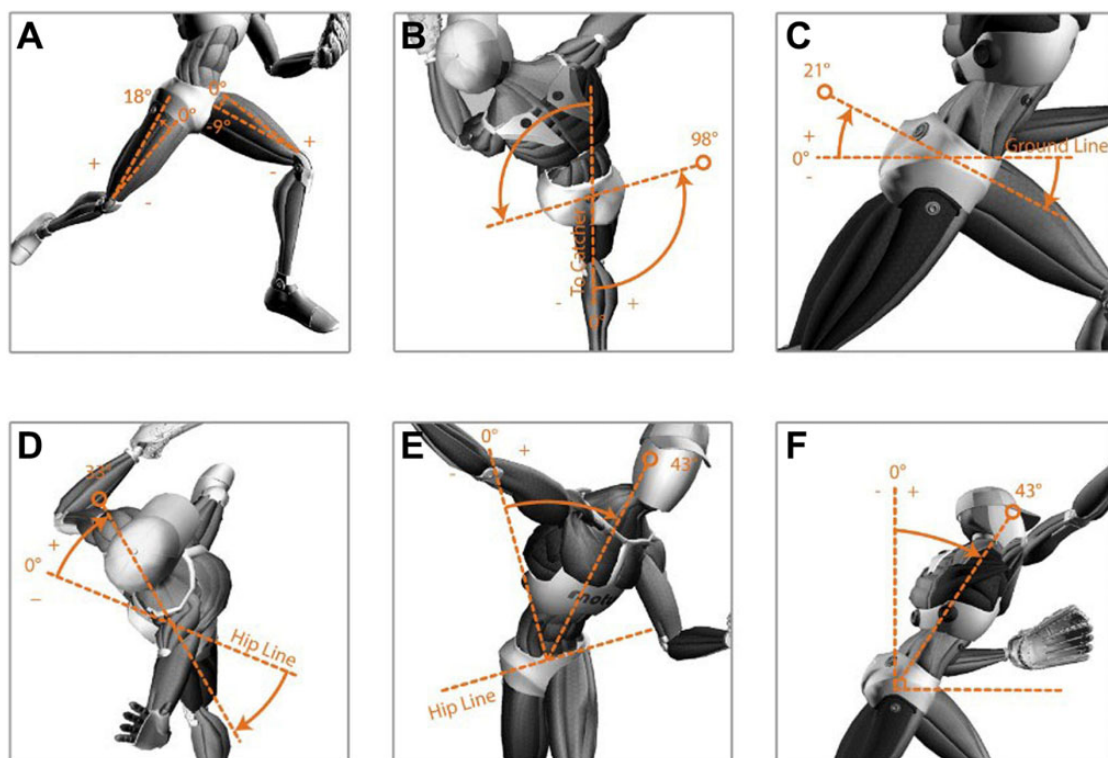 A
18°
0°
0°
-9°
+
-
+
-
B
98°
To Catcher
-
+
0°
C
21°
+
0°
-
Ground Line
D
33°
+
0°
–
Hip Line
E
0°
+
-
43°
Hip Line
F
0°
- +
43°